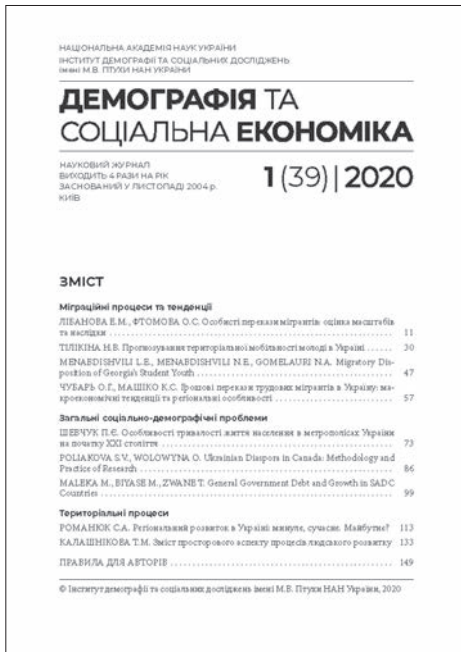 НАЦІОНАЛЬНА АКАДЕМІЯ НАУК УКРАЇНИ
ІНСТИТУТ ДЕМОГРАФІЇ ТА СОЦІАЛЬНИХ ДОСЛІДЖЕНЬ
імені М.В. ПТУХИ НАН УКРАЇНИ
ДЕМОГРАФІЯ ТА
СОЦІАЛЬНА ЕКОНОМІКА
НАУКОВИЙ ЖУРНАЛ
ВИХОДИТЬ 4 РАЗИ НА РІК
ЗАСНОВАНИЙ У ЛИСТОПАДІ 2004 р.
КИЇВ
1 (39) | 2020
ЗМІСТ
Міграційні процеси та тенденції
ЛІБАНОВА Е.М., ФТОМОВА О.С. Особисті перекази мігрантів: оцінка масштабів
та наслідки 11
ТІЛІКІНА Н.В. Прогнозування територіальної мобільності молоді в Україні 30
MENABDISHVILI L.E., MENABDISHVILI N.E., GOMELAURI N.A. Migratory Dis-
position of Georgia's Student Youth 47
ЧУБАРЬ О.Г., МАШІКО К.С. Грошові перекази трудових мігрантів в Україну: ма-
кроекономічні тенденції та регіональні особливості 57
Загальні соціально-демографічні проблеми
ШЕВЧУК П.Є. Особливості тривалості життя населення в метрополісах України
на початку XXI століття 73
POLIAKOVA S.V., WOLOWYNA O. Ukrainian Diaspora in Canada: Methodology and
Practice of Research 86
MALEKA M., BIYASE M., ZWANE T. General Government Debt and Growth in SADC
Countries 99
Територіальні процеси
РОМАНЮК С.А. Регіональний розвиток в Україні: минуле, сучасне. Майбутнє? 113
КАЛАШНІКОВА Т.М. Зміст просторового аспекту процесів людського розвитку 133
ПРАВИЛА ДЛЯ АВТОРІВ 149
© Інститут демографії та соціальних досліджень імені М.В. Птухи НАН України, 2020